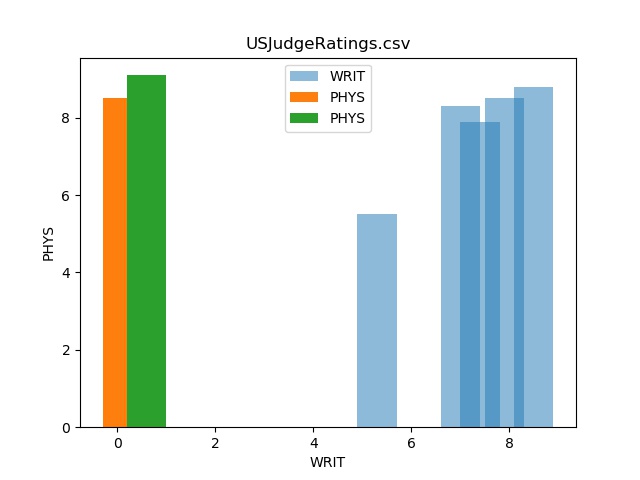 USJudgeRatings.csv
WRIT
PHYS
PHYS
PHYS
8
6
4
2
0
0 2 4 6 8
WRIT